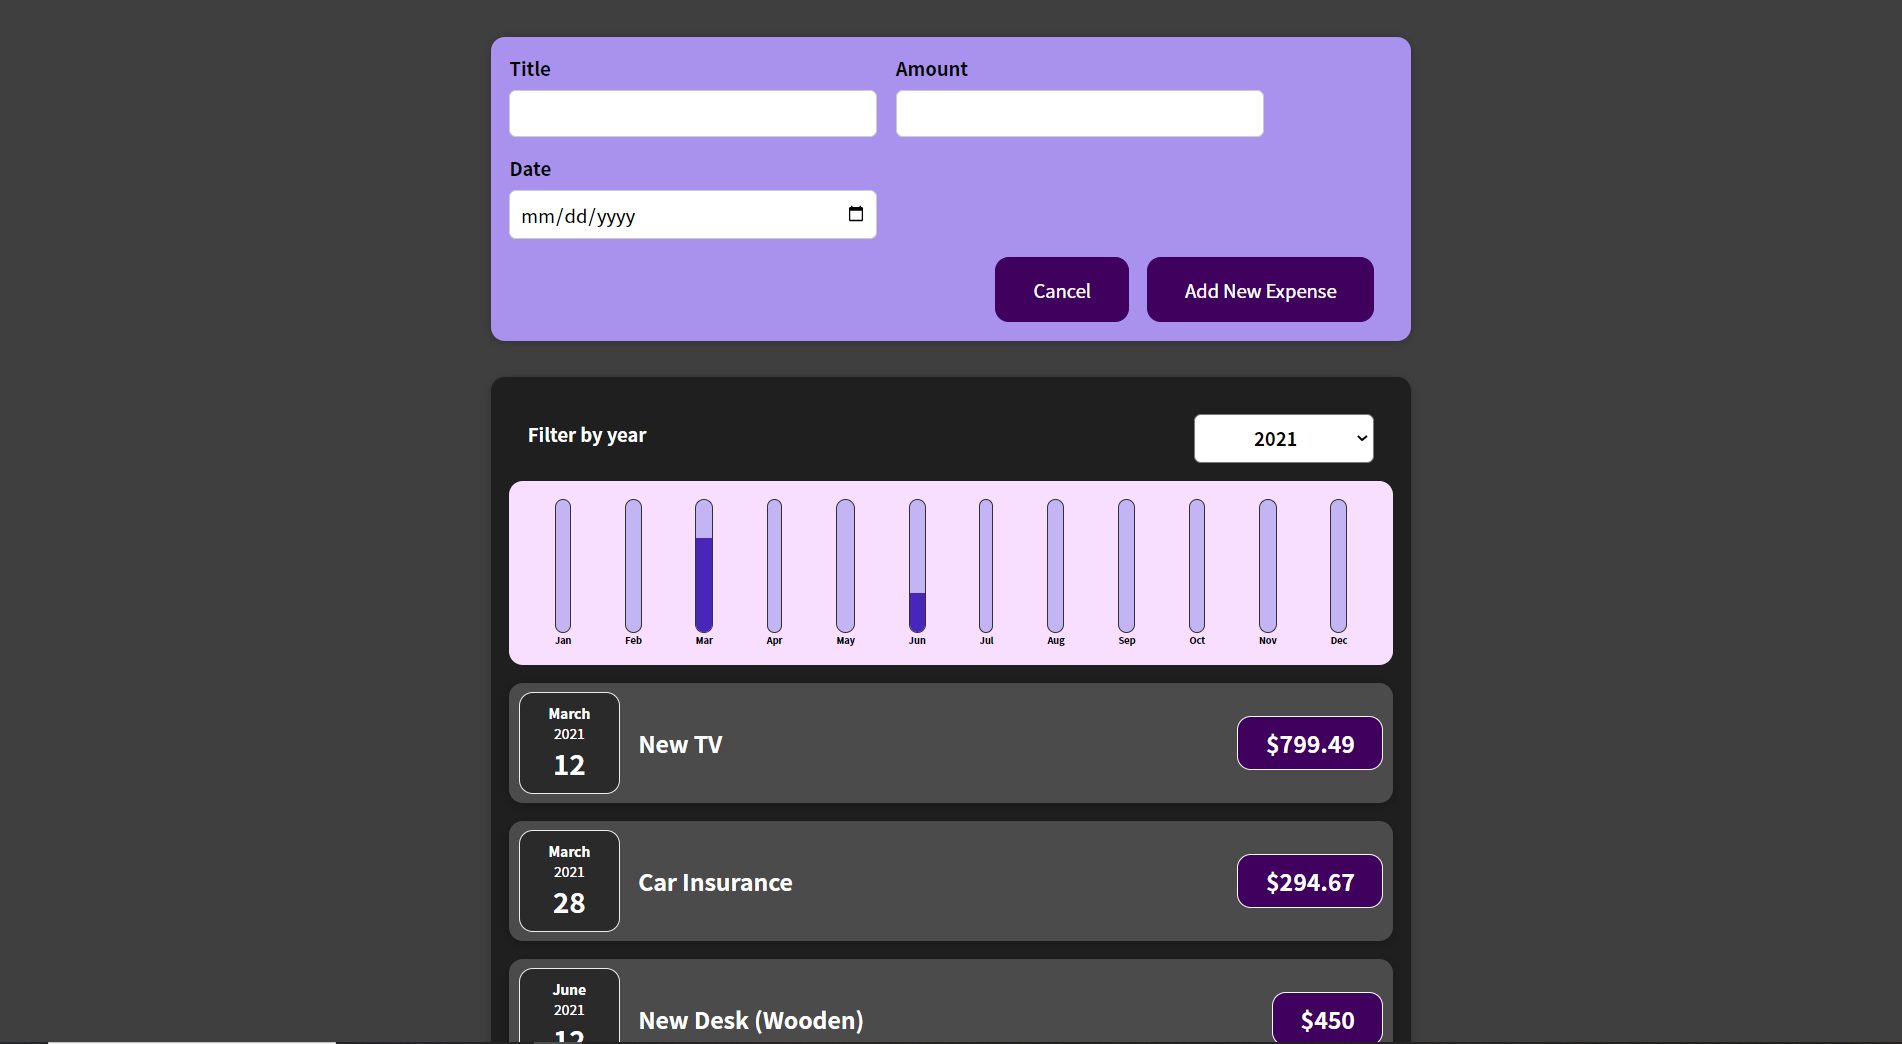 Title
Amount
Date
mm/dd/yyyy
Cancel
Add New Expense
Filter by year
2021
Jan
Feb
Mar
Apr
May
Jun
Jul
Aug
Sep
Oct
Nov
Dec
March
2021
12
New TV
$799.49
March
2021
28
Car Insurance
$294.67
June
2021
12
New Desk (Wooden)
$450